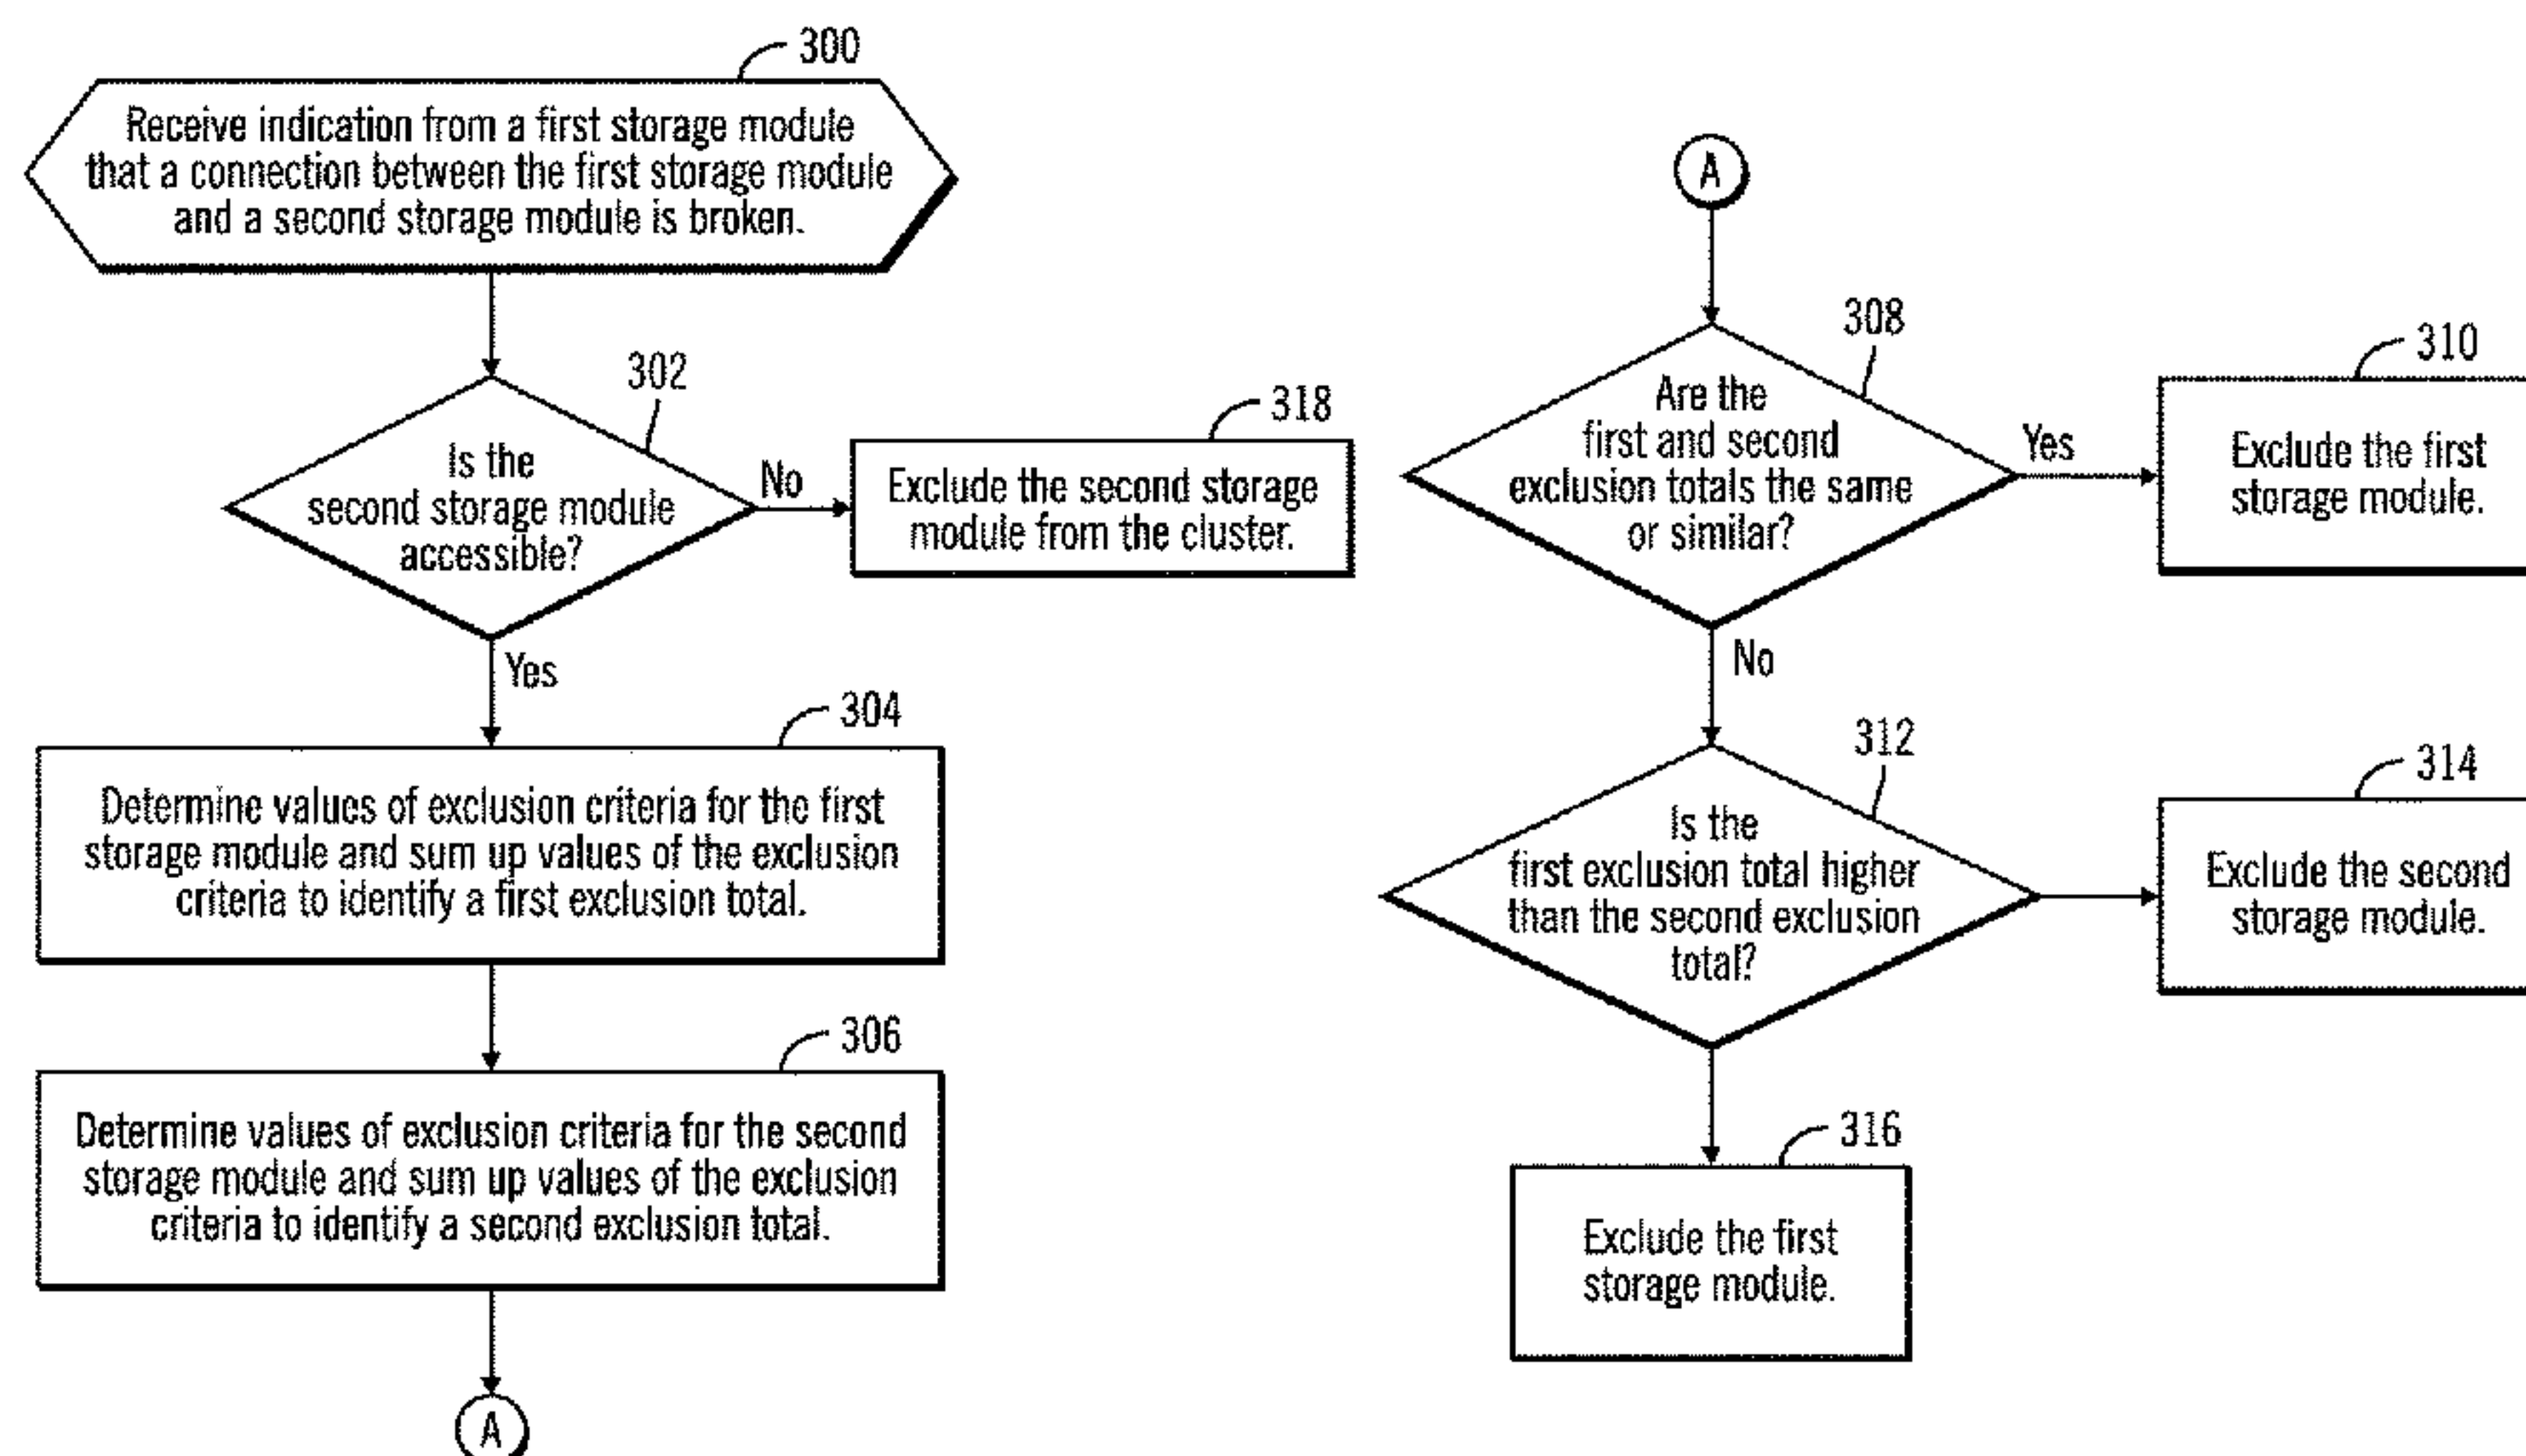 300
Receive indication from a first storage module
that a connection between the first storage module
and a second storage module is broken.
302
Is the
second storage module
accessible?
No
318
Exclude the second storage
module from the cluster.
Yes
304
Determine values of exclusion criteria for the first
storage module and sum up values of the exclusion
criteria to identify a first exclusion total.
306
Determine values of exclusion criteria for the second
storage module and sum up values of the exclusion
criteria to identify a second exclusion total.
A
A
308
Are the
first and second
exclusion totals the same
or similar?
Yes
310
Exclude the first
storage module.
No
312
Is the
first exclusion total higher
than the second exclusion
total?
314
Exclude the second
storage module.
316
Exclude the first
storage module.